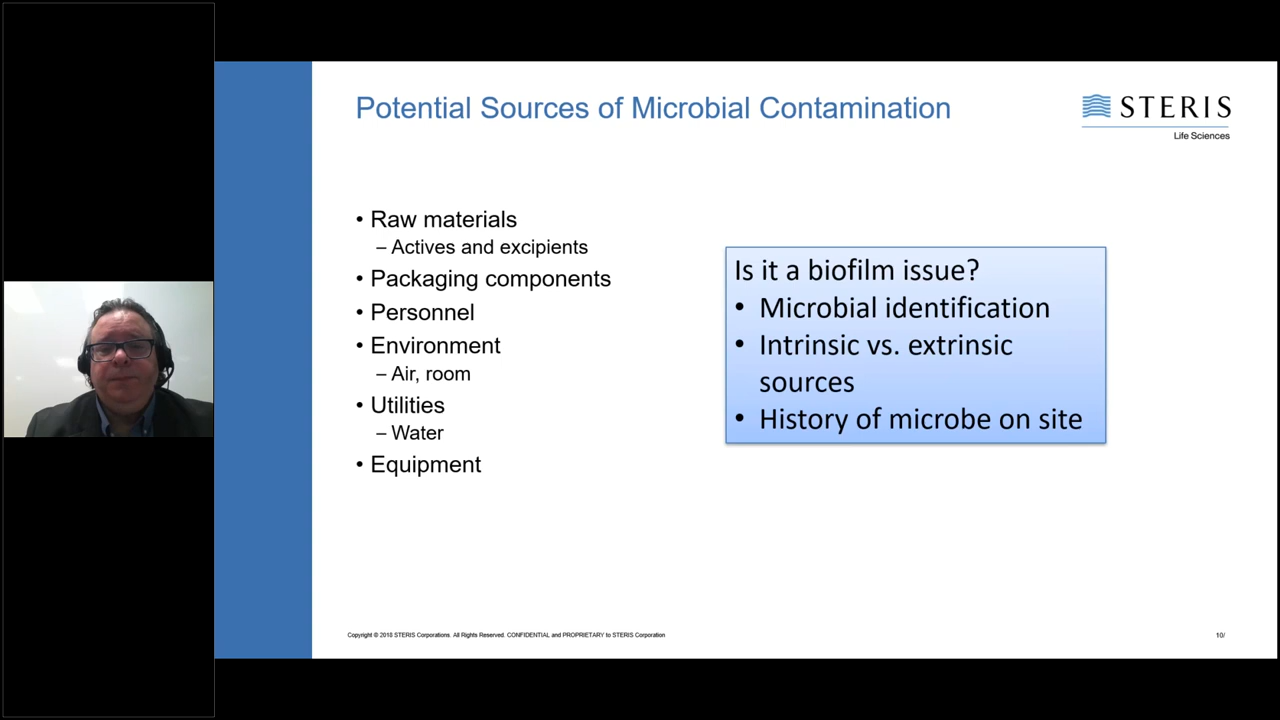 Potential Sources of Microbial Contamination
STERIS
Life Sciences
• Raw materials
– Actives and excipients
• Packaging components
• Personnel
• Environment
– Air, room
• Utilities
– Water
• Equipment
Is it a biofilm issue?
• Microbial identification
• Intrinsic vs. extrinsic
sources
• History of microbe on site
Copyright © 2018 STERIS Corporations. All Rights Reserved. CONFIDENTIAL and PROPRIETARY to STERIS Corporation
10/